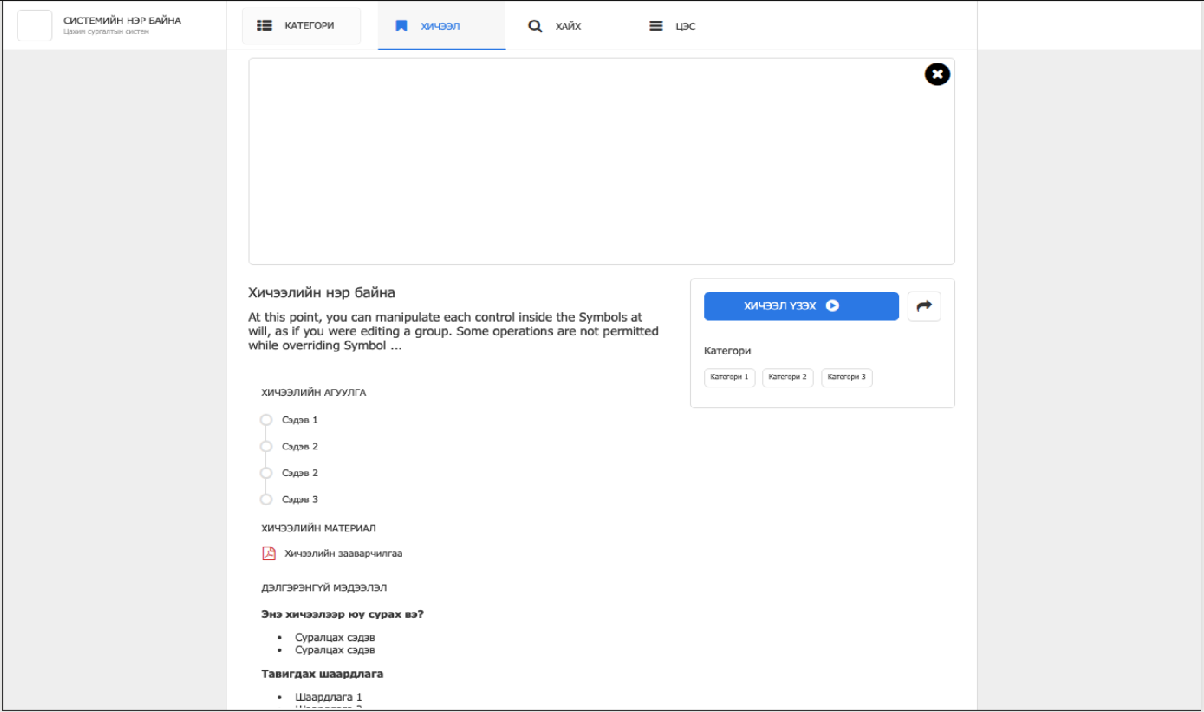 СИСТЕМИЙН НЭР БАЙНА
Цахим сургалтын систем
КАТЕГОРИ
ХИЧЭЭЛ
ХАЙХ
ЦЭС
Хичээлийн нэр байна
At this point, you can manipulate each control inside the Symbols at
will, as if you were editing a group. Some operations are not permitted
while overriding Symbol ...
ХИЧЭЭЛ ҮЗЭХ
Категори
Категори 1
Категори 2
Категори 3
ХИЧЭЭЛИЙН АГУУЛГА
Сэдэв 1
Сэдэв 2
Сэдэв 2
Сэдэв 3
ХИЧЭЭЛИЙН МАТЕРИАЛ
Хичээлийн зааварчилгаа
ДЭЛГЭРЭНГҮЙ МЭДЭЭЛЭЛ
Энэ хичээлээр юу сурах вэ?
• Суралцах сэдэв
• Суралцах сэдэв
Тавигдах шаардлага
• Шаардлага 1